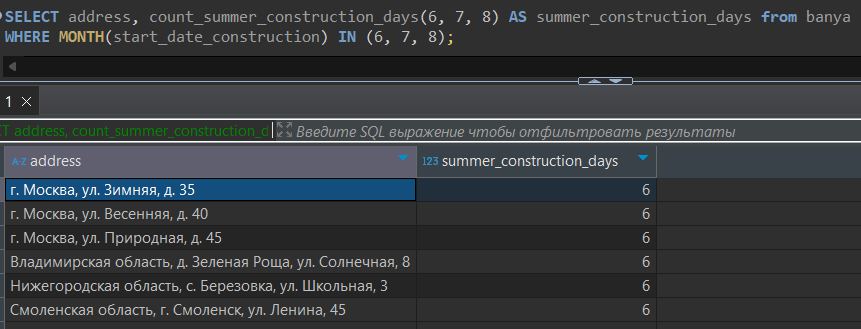 SELECT address, count_summer_construction_days(6, 7, 8) AS summer_construction_days from banya
WHERE MONTH(start_date_construction) IN (6, 7, 8);
1 ×
CT address, count_summer_construction_d Введите SQL выражение чтобы отфильтровать результаты
A-Z address 123 summer_construction_days
г. Москва, ул. Зимняя, д. 35 6
г. Москва, ул. Весенняя, д. 40 6
г. Москва, ул. Природная, д. 45 6
Владимирская область, д. Зеленая Роща, ул. Солнечная, 8 6
Нижегородская область, с. Березовка, ул. Школьная, 3 6
Смоленская область, г. Смоленск, ул. Ленина, 45 6